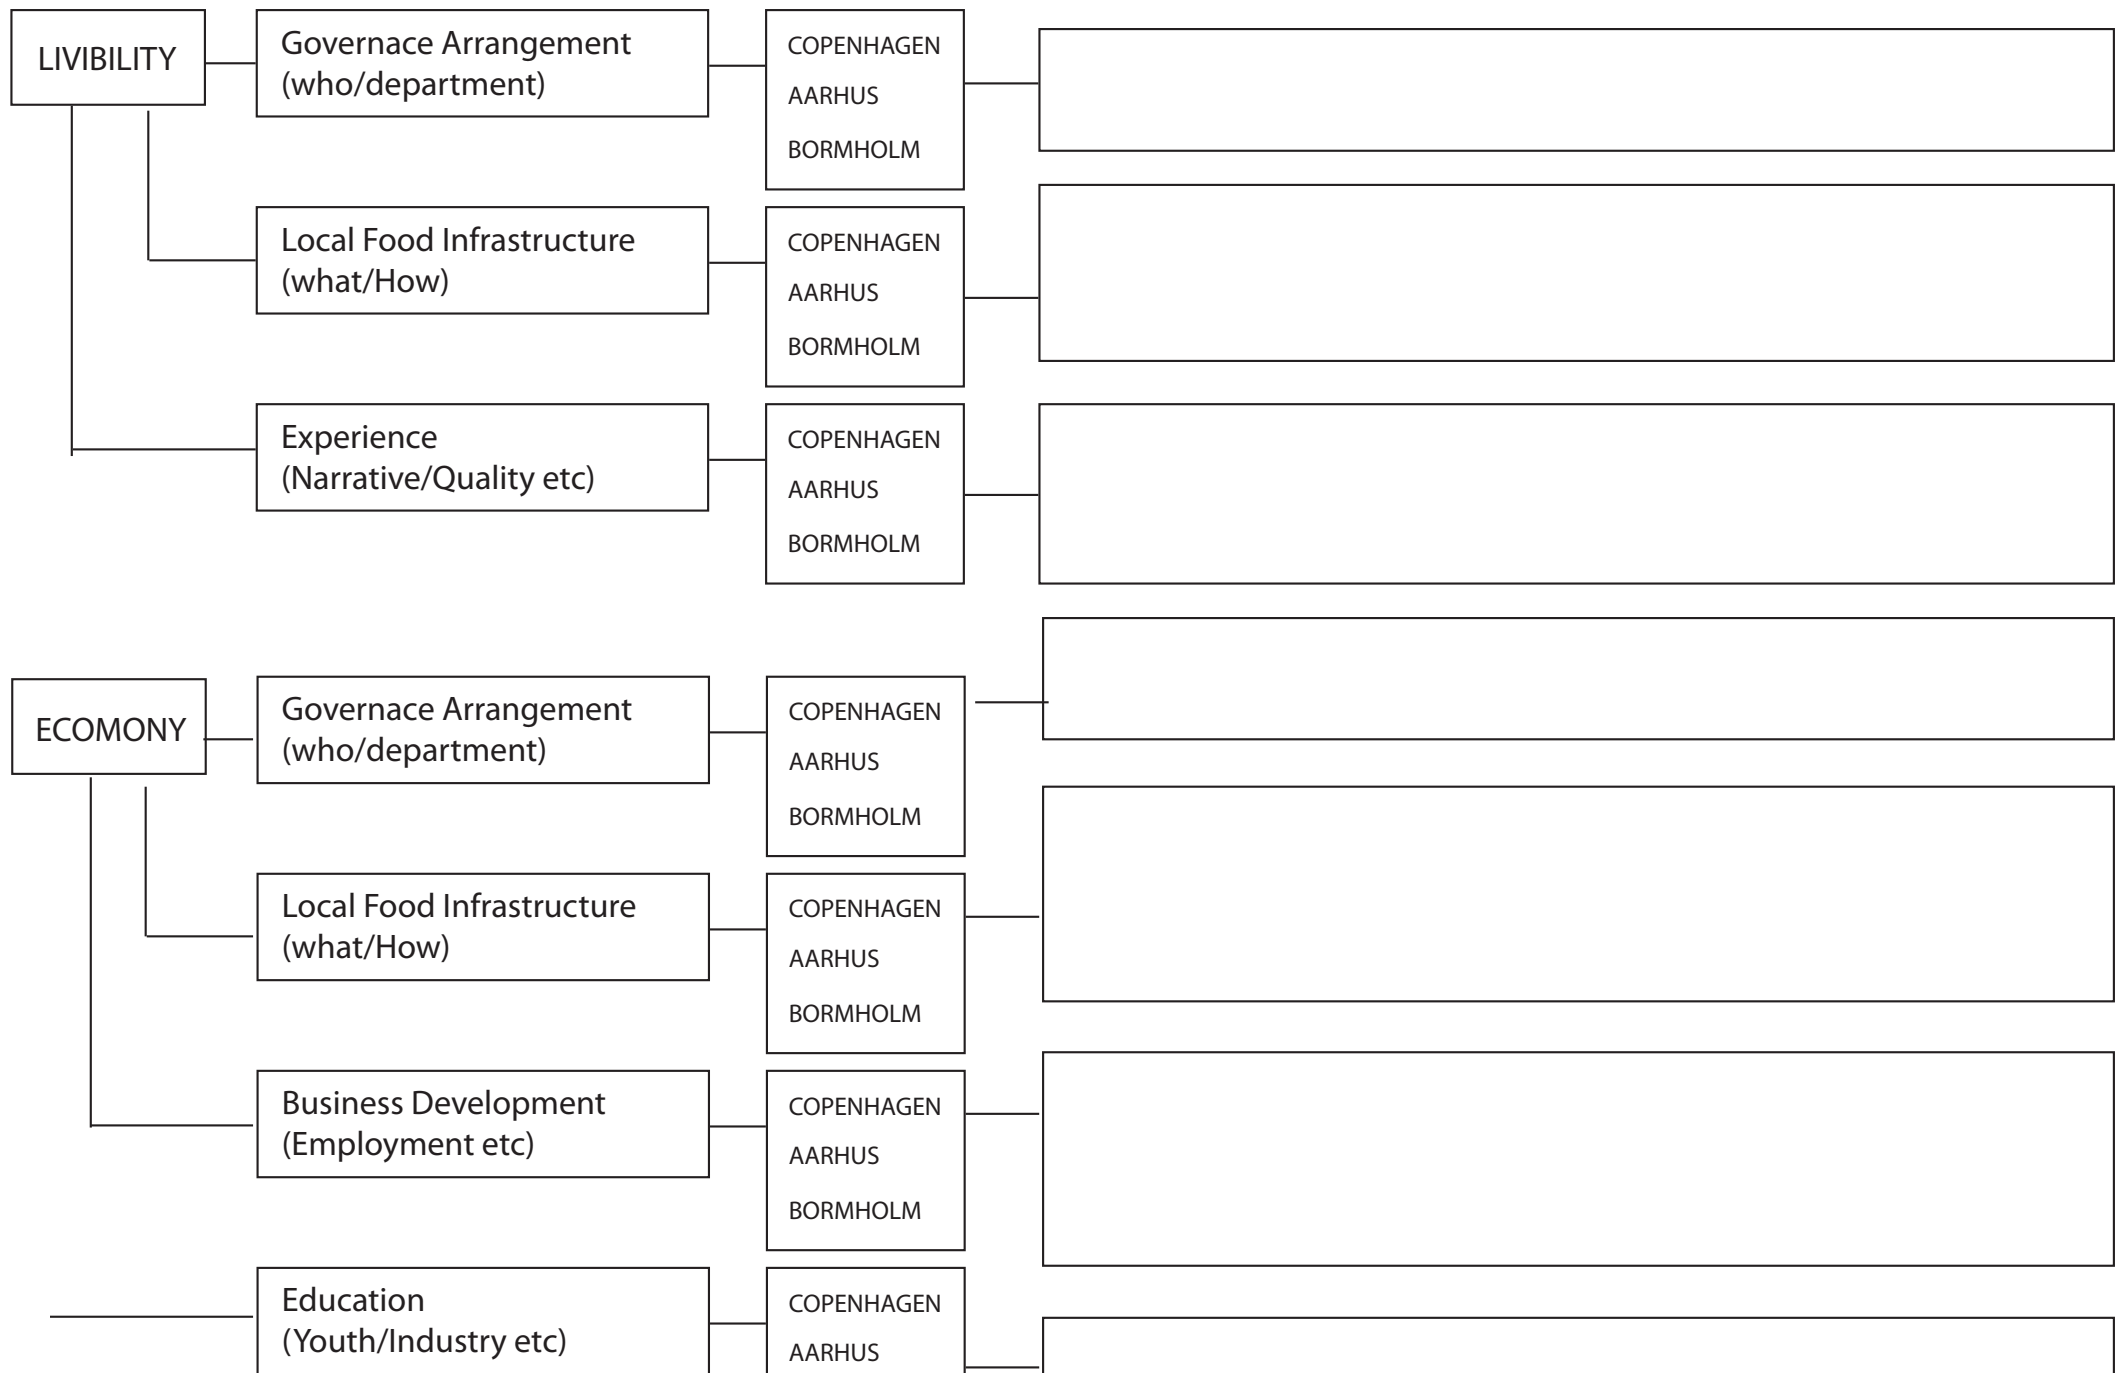 LIVIBILITY
Governace Arrangement
(who/department)
COPENHAGEN
AARHUS
BORMHOLM
Local Food Infrastructure
(what/How)
COPENHAGEN
AARHUS
BORMHOLM
Experience
(Narrative/Quality etc)
COPENHAGEN
AARHUS
BORMHOLM
ECOMONY
Governace Arrangement
(who/department)
COPENHAGEN
AARHUS
BORMHOLM
Local Food Infrastructure
(what/How)
COPENHAGEN
AARHUS
BORMHOLM
Business Development
(Employment etc)
COPENHAGEN
AARHUS
BORMHOLM
Education
(Youth/Industry etc)
COPENHAGEN
AARHUS